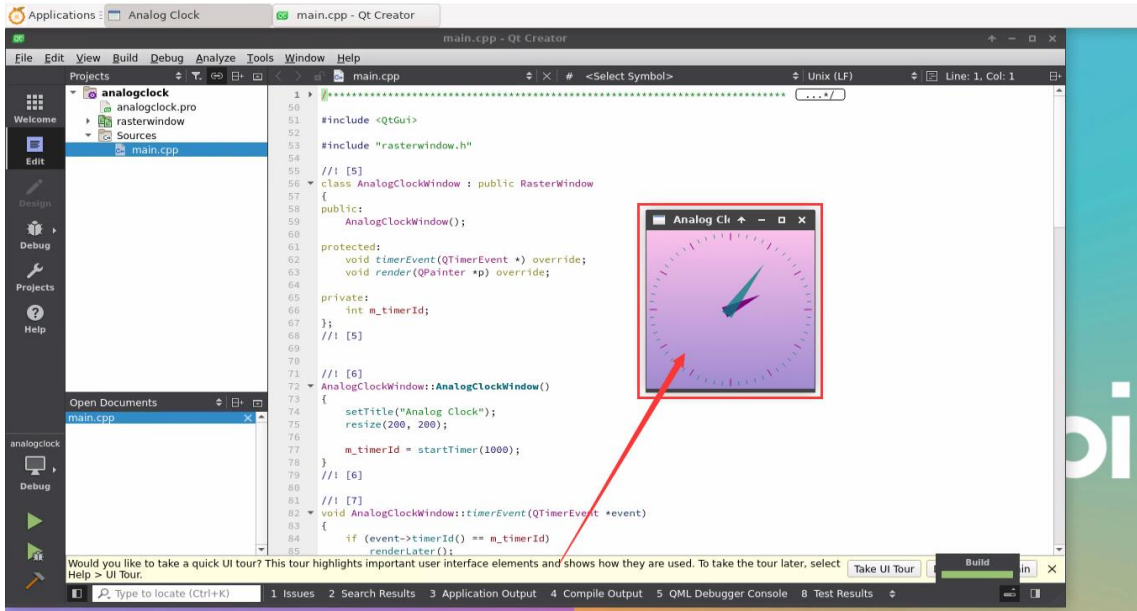 Applications
Analog Clock
main.cpp - Qt Creator
main.cpp - Qt Creator
File Edit View Build Debug Analyze Tools Window Help
Projects
main.cpp
# <Select Symbol>
Unix (LF)
Line: 1, Col: 1
Welcome
Edit
Design
Debug
Projects
Help
analogclock
Debug
analogclock
analogclock.pro
rasterwindow
Sources
main.cpp
Open Documents
main.cpp
1 /**************************************************************************** (...*/)
50
51 #include <QtGui>
52
53 #include "rasterwindow.h"
54
55 //! [5]
56 class AnalogClockWindow : public RasterWindow
57 {
58 public:
59 AnalogClockWindow();
60
61 protected:
62 void timerEvent(QTimerEvent *) override;
63 void render(QPainter *p) override;
64
65 private:
66 int m_timerId;
67 };
68 //! [5]
69
70
71 //! [6]
72 AnalogClockWindow::AnalogClockWindow()
73 {
74 setTitle("Analog Clock");
75 resize(200, 200);
76
77 m_timerId = startTimer(1000);
78 }
79 //! [6]
80
81 //! [7]
82 void AnalogClockWindow::timerEvent(QTimerEvent *event)
83 {
84 if (event->timerId() == m_timerId)
85 renderLater();
Analog Cl
pi
Would you like to take a quick UI tour? This tour highlights important user interface elements and shows how they are used. To take the tour later, select
Help > UI Tour.
Take UI Tour
Build
in
Type to locate (Ctrl+K)
1 Issues 2 Search Results 3 Application Output 4 Compile Output 5 QML Debugger Console 8 Test Results